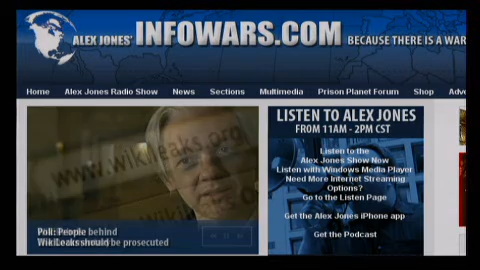 ALEX JONES' INFOWARS.COM BECAUSE THERE IS A WAR
Home Alex Jones Radio Show News Sections Multimedia Prison Planet Forum Shop
www.wikileaks.org
LISTEN TO ALEX JONES
FROM 11AM - 2PM CST
Listen to the
Alex Jones Show Now
Listen with Windows Media Player
Need More Internet Streaming
Options?
Go to the Listen Page
Get the Alex Jones iPhone app
Get the Podcast
Poll: People behind
WikiLeaks should be prosecuted